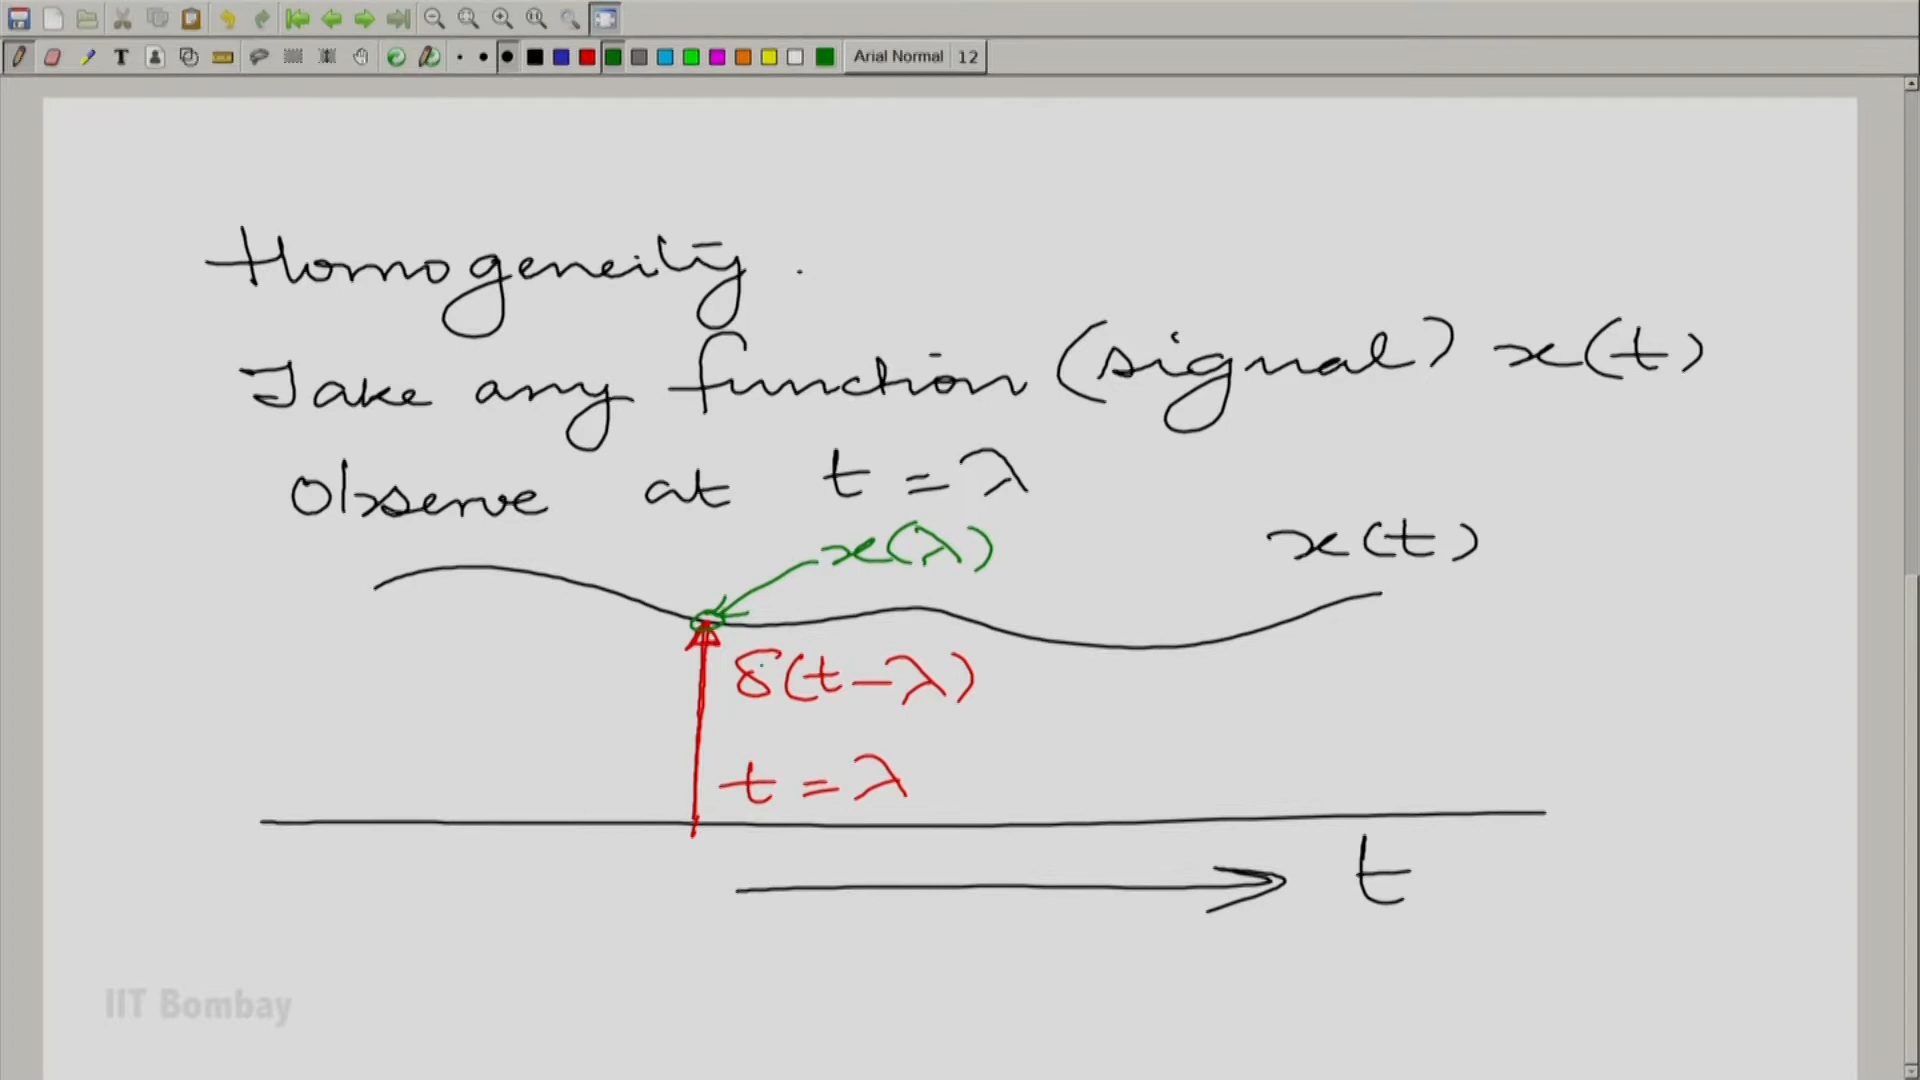 Arial Normal 12
Homogeneity.
Take any function (signal) x(t)
Observe at t = λ
x(λ)
x(t)
δ(t-λ)
t = λ
t
IIT Bombay